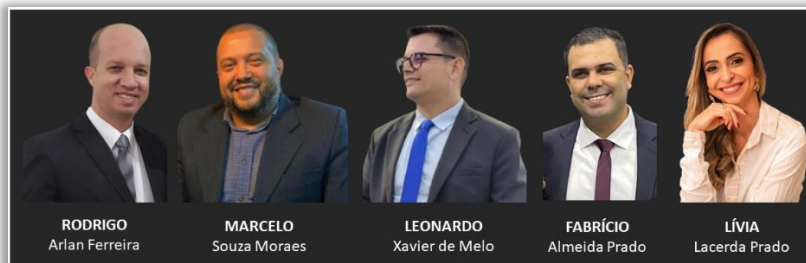 RODRIGO
Arlan Ferreira
MARCELO
Souza Moraes
LEONARDO
Xavier de Melo
FABRÍCIO
Almeida Prado
LÍVIA
Lacerda Prado